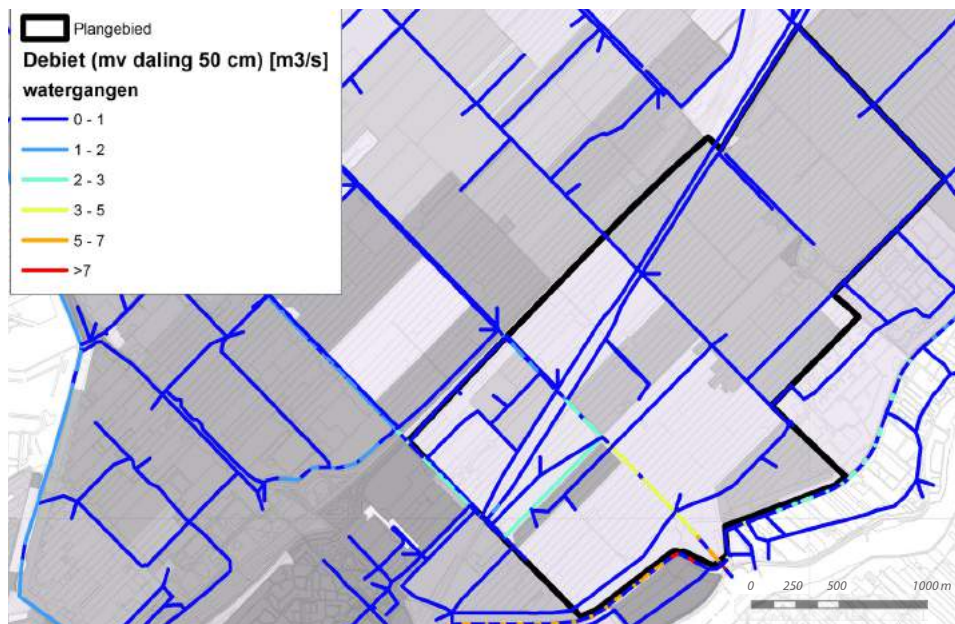 Plangebied
Debiet (mv daling 50 cm) [m3/s]
watergangen
0 - 1
1 - 2
2 - 3
3 - 5
5 - 7
>7
0 250 500 1000 m